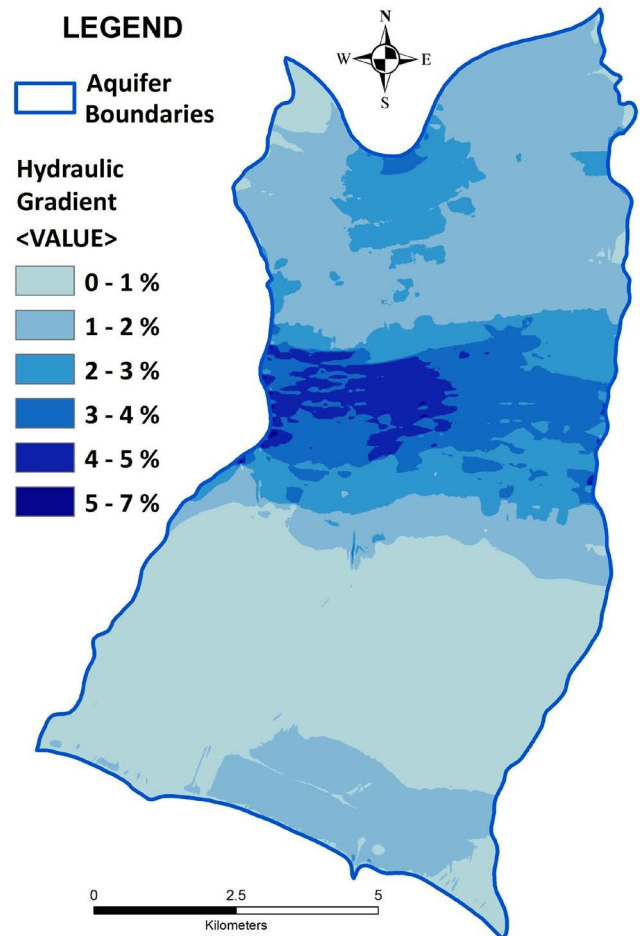 LEGEND
Aquifer
Boundaries
Hydraulic
Gradient
<VALUE>
0 - 1 %
1 - 2 %
2 - 3 %
3 - 4 %
4 - 5 %
5 - 7 %
N
W E
S
0 2.5 5
Kilometers